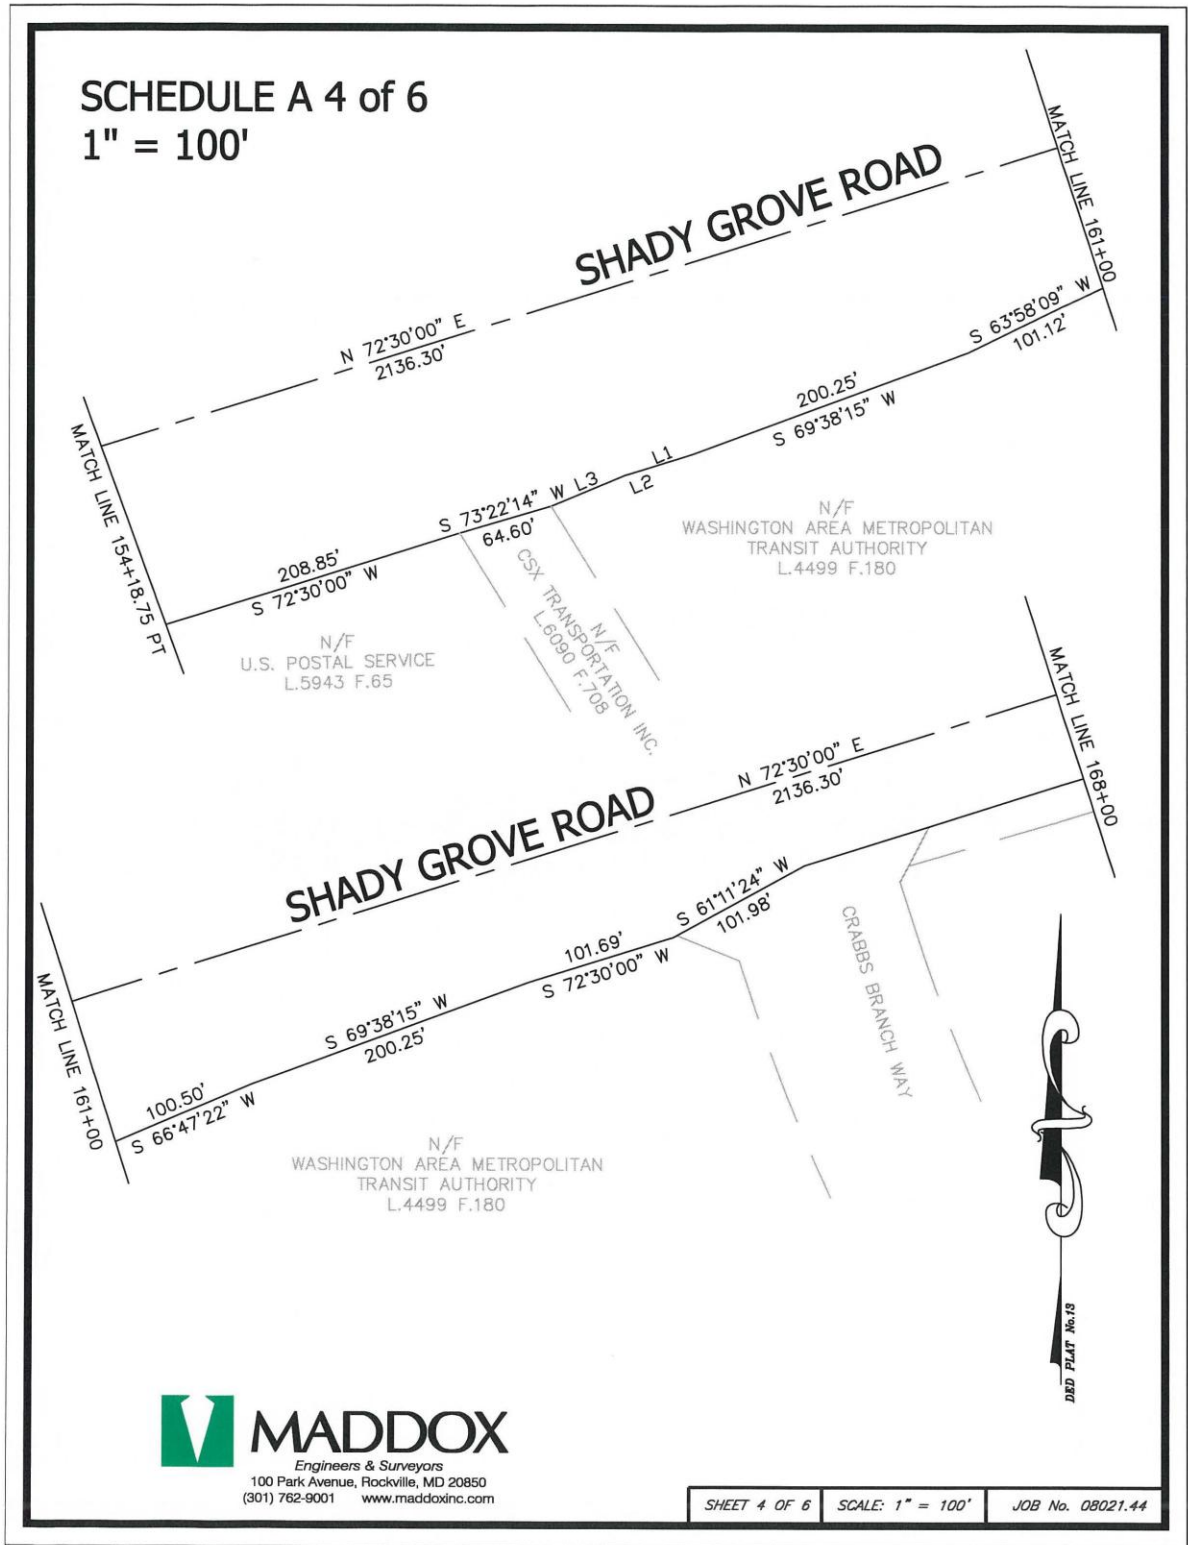 SCHEDULE A 4 of 6
1" = 100'
MATCH LINE 161+00
SHADY GROVE ROAD
N 72°30'00" E
2136.30'
MATCH LINE 154+18.75 PT
S 63°58'09" W
101.12'
200.25'
S 69°38'15" W
L1
L2
L3
S 73°22'14" W
64.60'
208.85'
S 72°30'00" W
N/F
WASHINGTON AREA METROPOLITAN
TRANSIT AUTHORITY
L.4499 F.180
N/F
CSX TRANSPORTATION INC.
L.6090 F.708
N/F
U.S. POSTAL SERVICE
L.5943 F.65
MATCH LINE 168+00
N 72°30'00" E
2136.30'
SHADY GROVE ROAD
MATCH LINE 161+00
S 61°11'24" W
101.98'
101.69'
S 72°30'00" W
S 69°38'15" W
200.25'
100.50'
S 66°47'22" W
CRABBS BRANCH WAY
N/F
WASHINGTON AREA METROPOLITAN
TRANSIT AUTHORITY
L.4499 F.180
DED PLAT No.13
MADDOX
Engineers & Surveyors
100 Park Avenue, Rockville, MD 20850
(301) 762-9001 www.maddoxinc.com
SHEET 4 OF 6
SCALE: 1" = 100'
JOB No. 08021.44